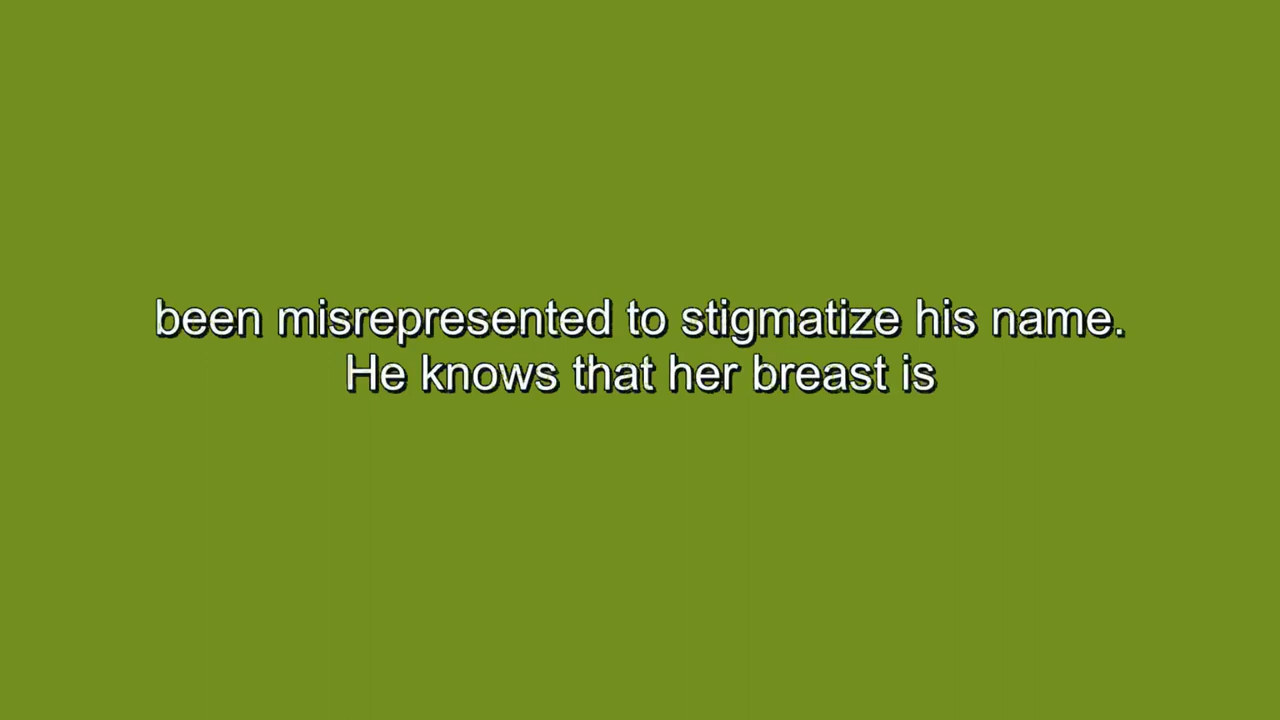 been misrepresented to stigmatize his name.
He knows that her breast is